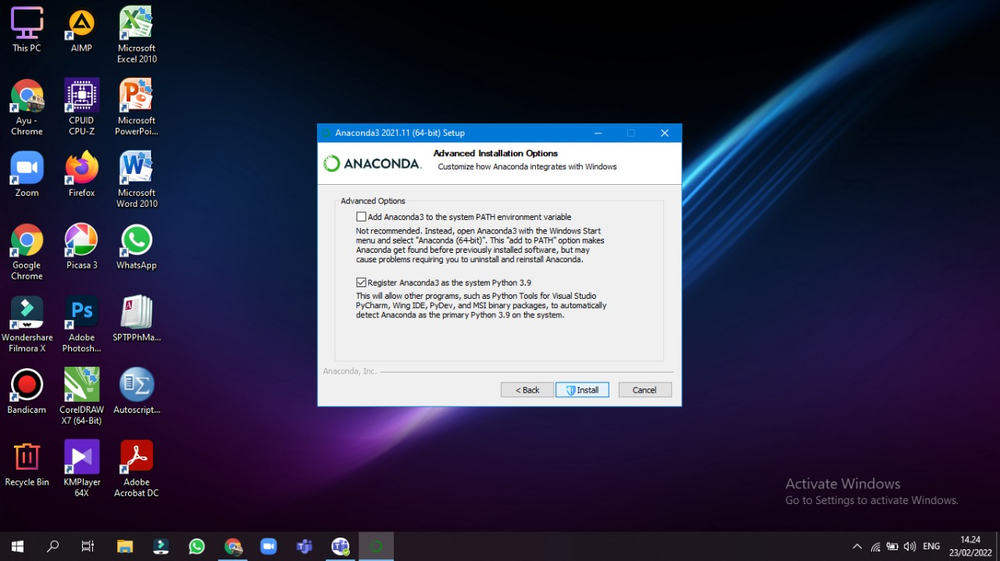 This PC
AIMP
Microsoft
Excel 2010
Ayu -
Chrome
CPUID
CPU-Z
Microsoft
PowerPoi...
Zoom
Firefox
Microsoft
Word 2010
Google
Chrome
Picasa 3
WhatsApp
Wondershare
Filmora X
Adobe
Photosh...
SPTPPhMa...
Bandicam
CorelDRAW
X7 (64-Bit)
Autoscript...
Recycle Bin
KMPlayer
64X
Adobe
Acrobat DC
Anaconda3 2021.11 (64-bit) Setup
ANACONDA.
Advanced Installation Options
Customize how Anaconda integrates with Windows
Advanced Options
Add Anaconda3 to the system PATH environment variable
Not recommended. Instead, open Anaconda3 with the Windows Start
menu and select "Anaconda (64-bit)". This "add to PATH" option makes
Anaconda get found before previously installed software, but may
cause problems requiring you to uninstall and reinstall Anaconda.
Register Anaconda3 as the system Python 3.9
This will allow other programs, such as Python Tools for Visual Studio
PyCharm, Wing IDE, PyDev, and MSI binary packages, to automatically
detect Anaconda as the primary Python 3.9 on the system.
Anaconda, Inc.
< Back
Install
Cancel
Activate Windows
Go to Settings to activate Windows.
ENG
14.24
23/02/2022